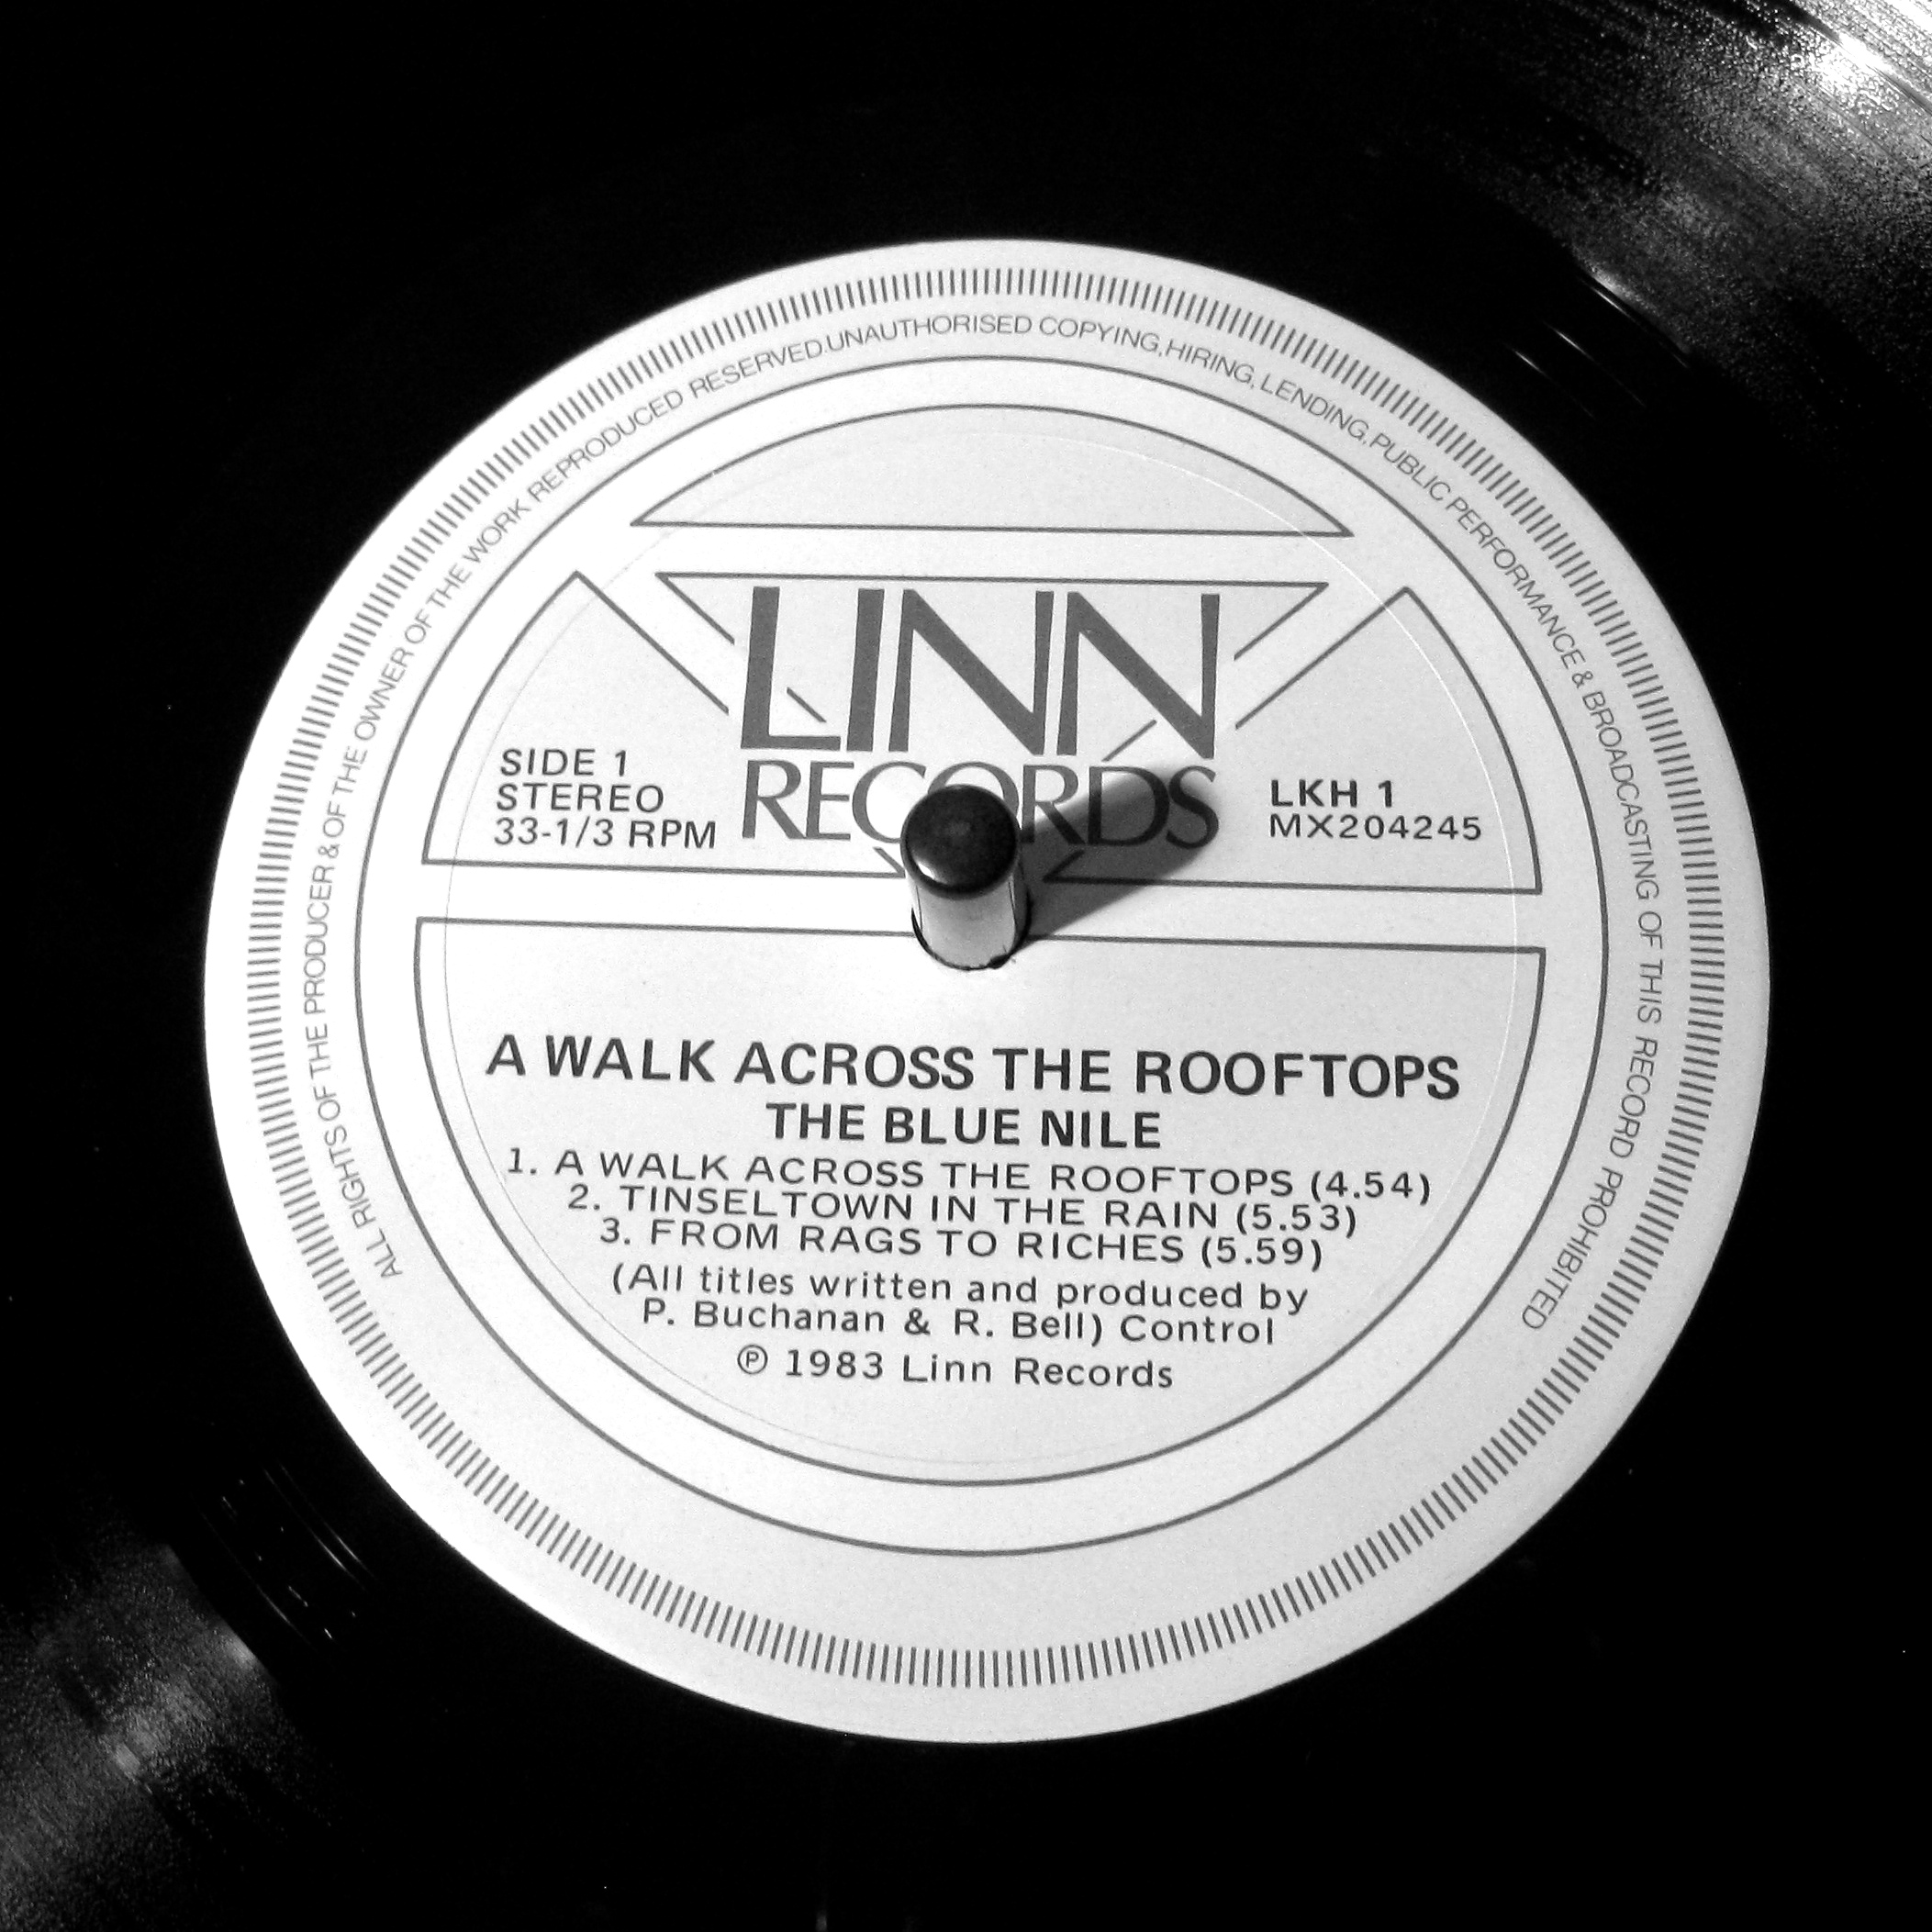 ALL RIGHTS OF THE PRODUCER & OF THE OWNER OF THE WORK REPRODUCED RESERVED. UNAUTHORISED COPYING, HIRING, LENDING, PUBLIC PERFORMANCE & BROADCASTING OF THIS RECORD PROHIBITED
LINN
RECORDS
SIDE 1
STEREO
33-1/3 RPM
LKH 1
MX204245
A WALK ACROSS THE ROOFTOPS
THE BLUE NILE
1. A WALK ACROSS THE ROOFTOPS (4.54)
2. TINSELTOWN IN THE RAIN (5.53)
3. FROM RAGS TO RICHES (5.59)
(All titles written and produced by
P. Buchanan & R. Bell) Control
℗ 1983 Linn Records